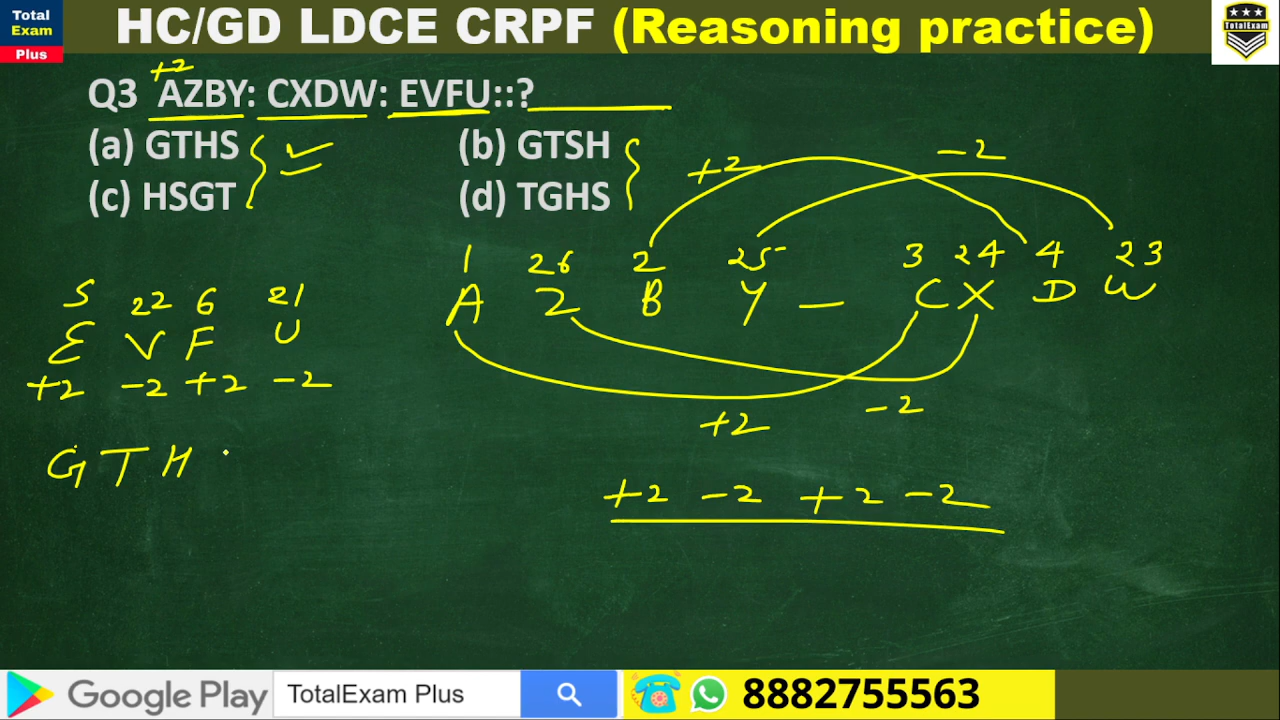 Total
Exam
Plus
HC/GD LDCE CRPF (Reasoning practice)
TotalExam
+2
Q3 AZBY: CXDW: EVFU::?
(a) GTHS
(b) GTSH
(c) HSGT
(d) TGHS
+2 -2
1 26 2 25 3 24 4 23
A Z B Y — C X D W
5 22 6 21
E V F U
+2 -2 +2 -2
+2 -2
G T H
+2 -2 +2 -2
Google Play
TotalExam Plus
8882755563